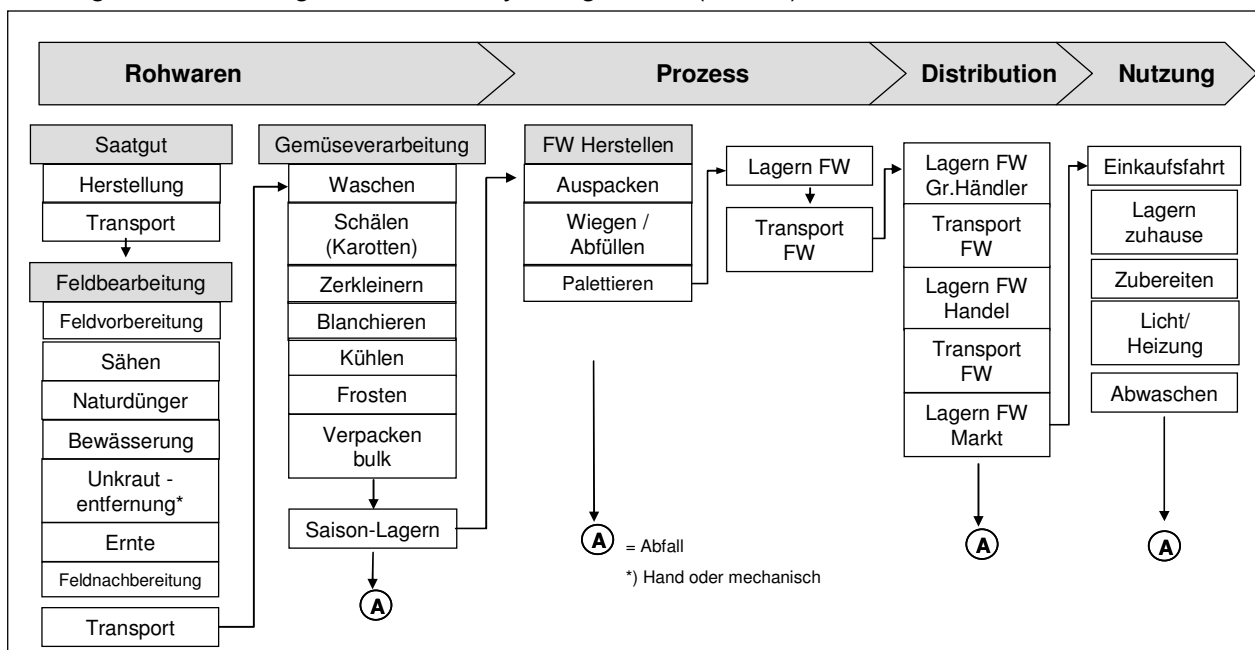 Rohwaren
Prozess
Distribution
Nutzung
Saatgut
Herstellung
Transport
Feldbearbeitung
Feldvorbereitung
Sähen
Naturdünger
Bewässerung
Unkraut -
entfernung*
Ernte
Feldnachbereitung
Transport
Gemüseverarbeitung
Waschen
Schälen
(Karotten)
Zerkleinern
Blanchieren
Kühlen
Frosten
Verpacken
bulk
Saison-Lagern
A
FW Herstellen
Auspacken
Wiegen /
Abfüllen
Palettieren
A = Abfall
*) Hand oder mechanisch
Lagern FW
Transport
FW
Lagern FW
Gr.Händler
Transport
FW
Lagern FW
Handel
Transport
FW
Lagern FW
Markt
A
Einkaufsfahrt
Lagern
zuhause
Zubereiten
Licht/
Heizung
Abwaschen
A